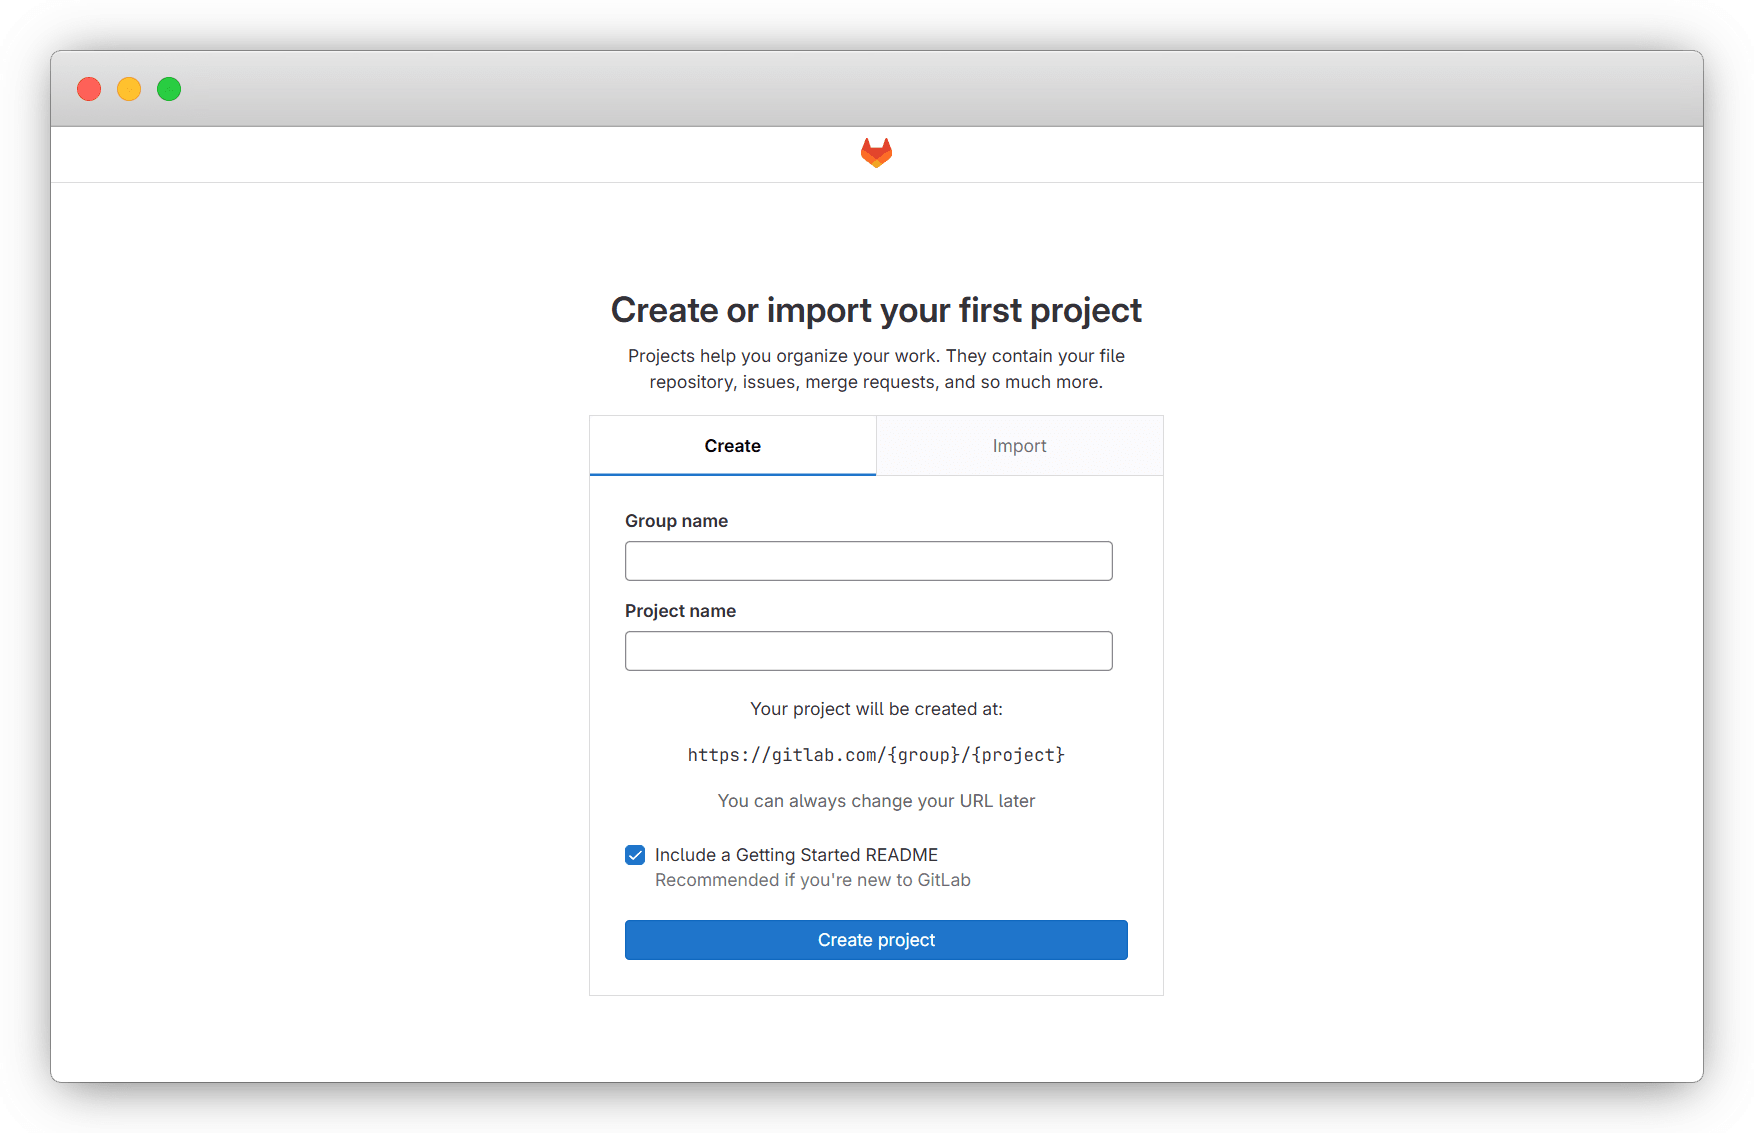 Create or import your first project
Projects help you organize your work. They contain your file
repository, issues, merge requests, and so much more.
Create
Import
Group name
Project name
Your project will be created at:
https://gitlab.com/{group}/{project}
You can always change your URL later
Include a Getting Started README
Recommended if you're new to GitLab
Create project